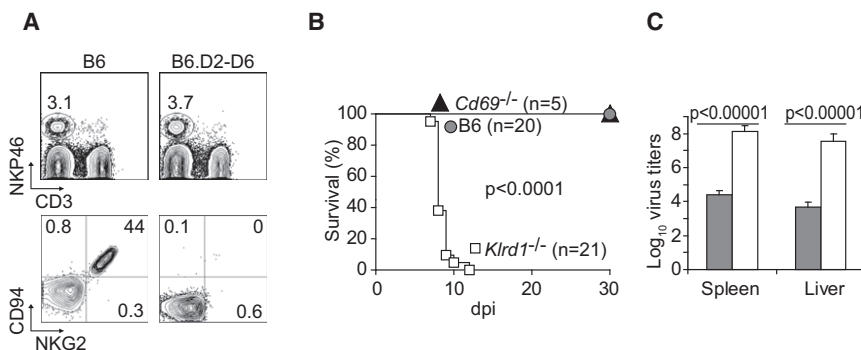 A
B6
B6.D2-D6
3.1
3.7
NKP46
CD3
0.8
44
0.3
0.1
0
0.6
CD94
NKG2
B
Cd69-/- (n=5)
B6 (n=20)
p<0.0001
Klrd1-/- (n=21)
Survival (%)
100
80
60
40
20
0
0
10
20
30
dpi
C
p<0.00001
p<0.00001
Log10 virus titers
8
6
4
2
0
Spleen
Liver